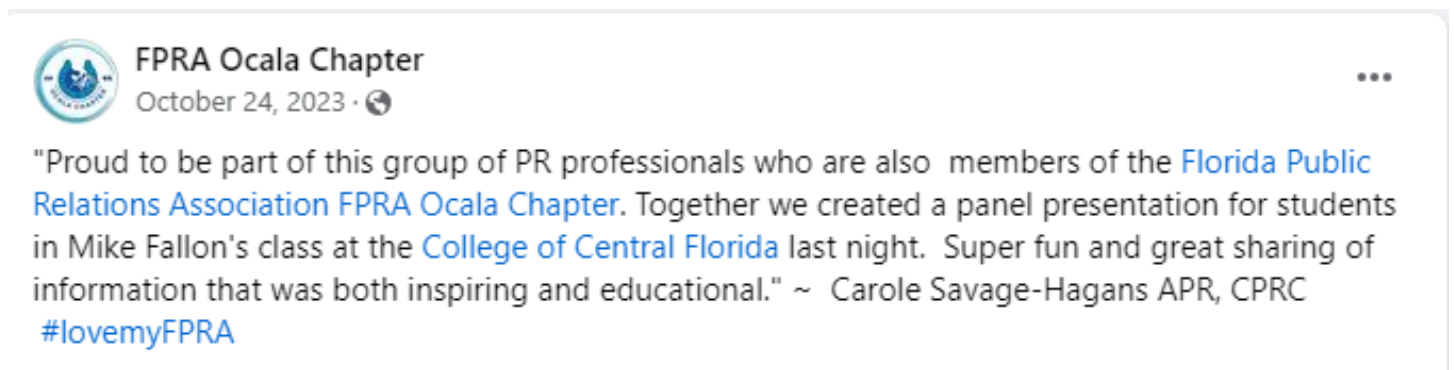 FPRA Ocala Chapter
October 24, 2023 ·
"Proud to be part of this group of PR professionals who are also  members of the Florida Public
Relations Association FPRA Ocala Chapter. Together we created a panel presentation for students
in Mike Fallon's class at the College of Central Florida last night.  Super fun and great sharing of
information that was both inspiring and educational." ~  Carole Savage-Hagans APR, CPRC
#lovemyFPRA